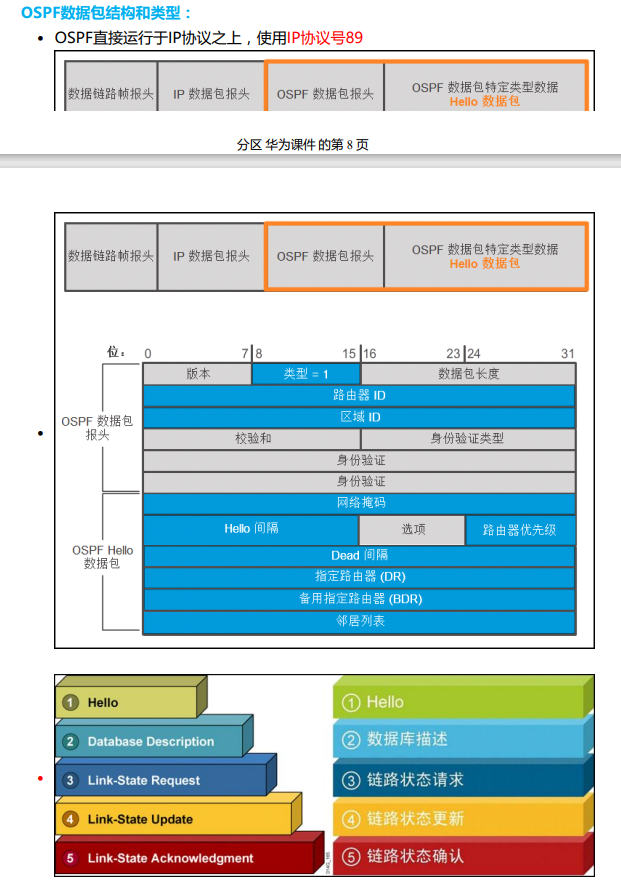 OSPF数据包结构和类型：
• OSPF直接运行于IP协议之上，使用IP协议号89
数据链路帧报头 IP 数据包报头 OSPF 数据包报头 OSPF 数据包特定类型数据
Hello 数据包
分区 华为课件 的第 8 页
数据链路帧报头 IP 数据包报头 OSPF 数据包报头 OSPF 数据包特定类型数据
Hello 数据包
位： 0 7 8 15 16 23 24 31
版本 类型 = 1 数据包长度
路由器 ID
区域 ID
OSPF 数据包
报头
校验和 身份验证类型
身份验证
身份验证
网络掩码
Hello 间隔 选项 路由器优先级
OSPF Hello
数据包
Dead 间隔
指定路由器 (DR)
备用指定路由器 (BDR)
邻居列表
1 Hello
2 Database Description
3 Link-State Request
4 Link-State Update
5 Link-State Acknowledgment
① Hello
② 数据库描述
③ 链路状态请求
④ 链路状态更新
⑤ 链路状态确认